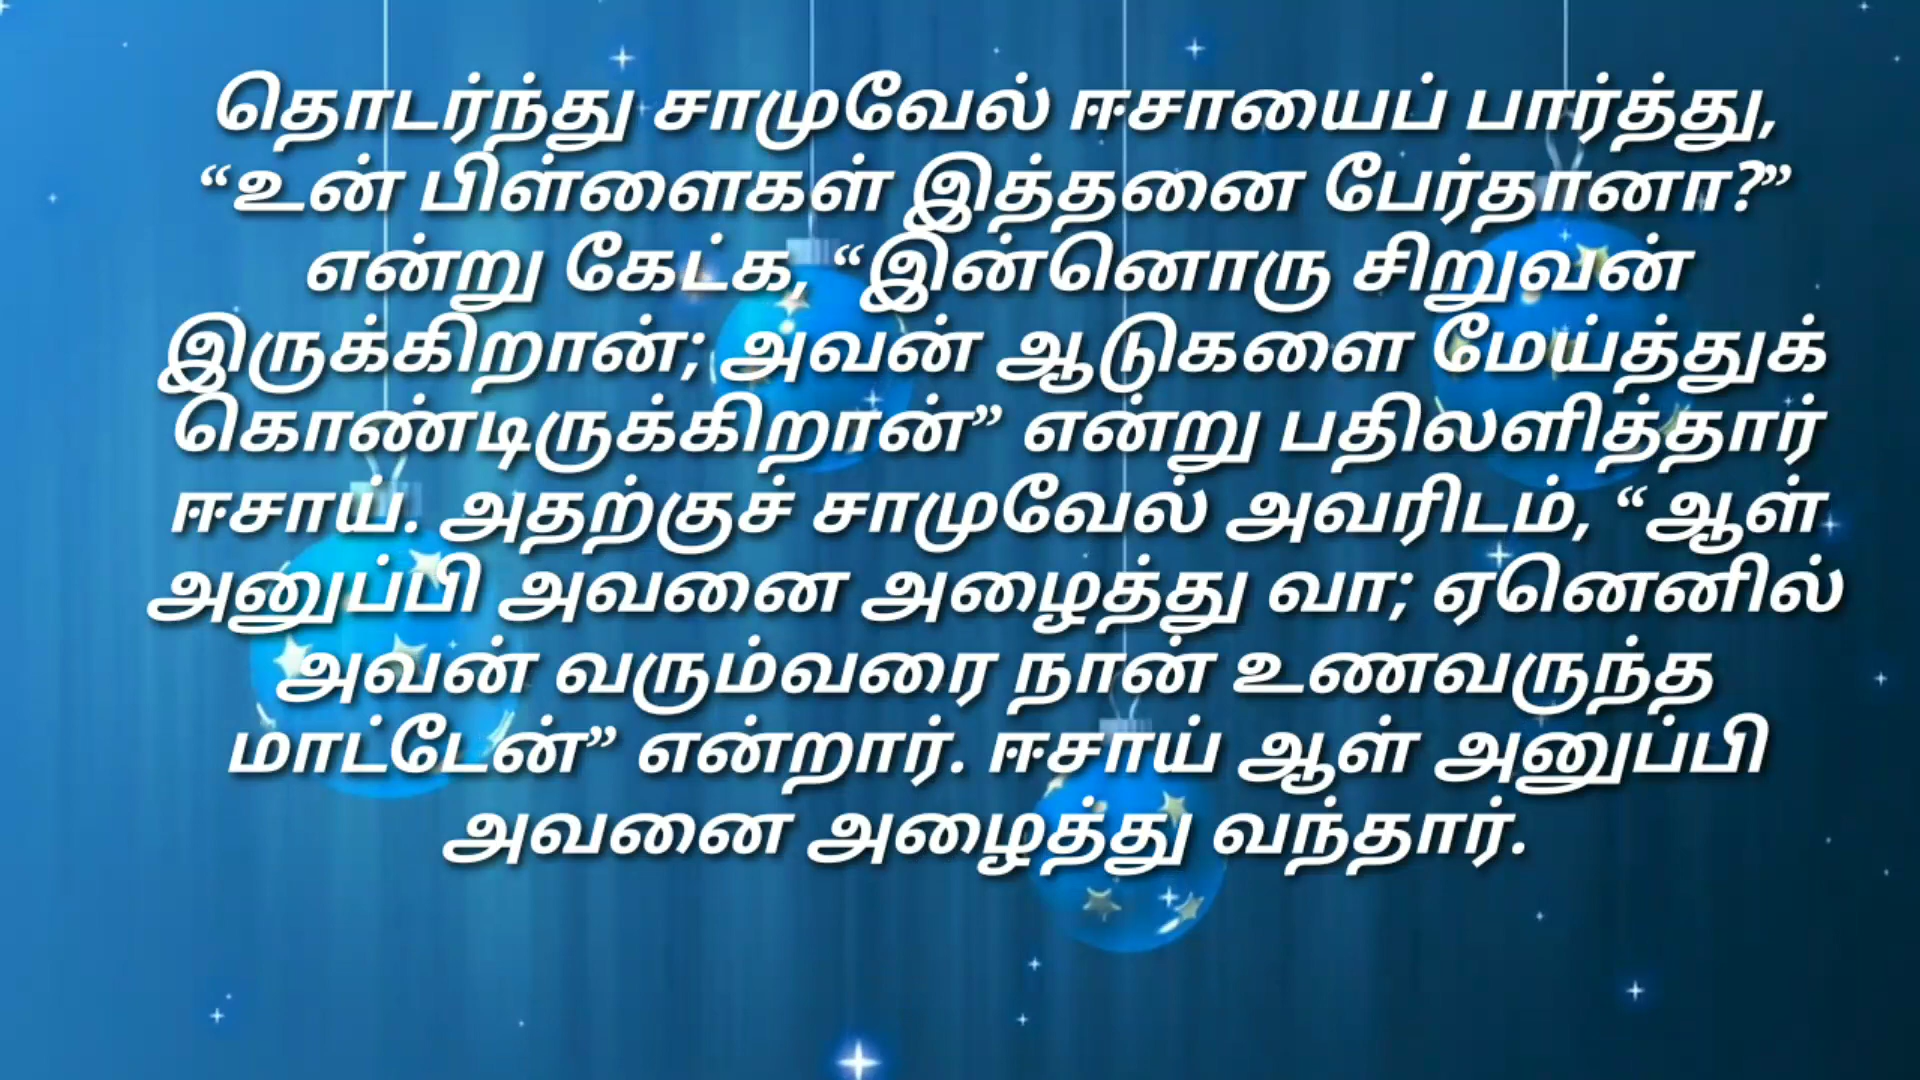 தொடர்ந்து சாமுவேல் ஈசாயைப் பார்த்து,
“உன் பிள்ளைகள் இத்தனை பேர்தானா?”
என்று கேட்க, “இன்னொரு சிறுவன்
இருக்கிறான்; அவன் ஆடுகளை மேய்த்துக்
கொண்டிருக்கிறான்” என்று பதிலளித்தார்
ஈசாய். அதற்குச் சாமுவேல் அவரிடம், “ஆள்
அனுப்பி அவனை அழைத்து வா; ஏனெனில்
அவன் வரும்வரை நான் உணவருந்த
மாட்டேன்” என்றார். ஈசாய் ஆள் அனுப்பி
அவனை அழைத்து வந்தார்.